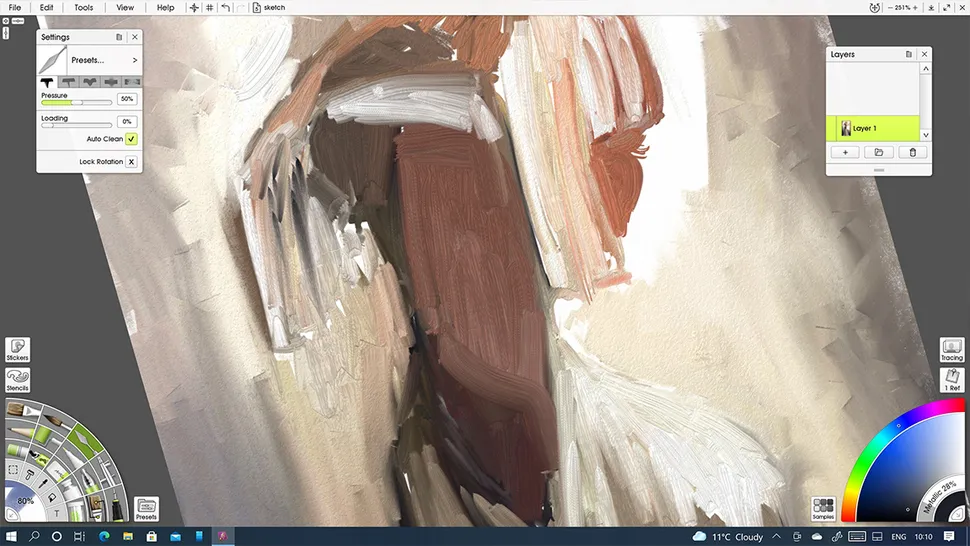 File Edit Tools View Help sketch 251%
Settings
Presets...
Pressure
50%
Loading
0%
Auto Clean
Lock Rotation X
Layers
Layer 1
Stickers
Stencils
80%
T
Presets
Tracing
1 Ref
Samples
Metallic 28%
11°C Cloudy ENG 10:10